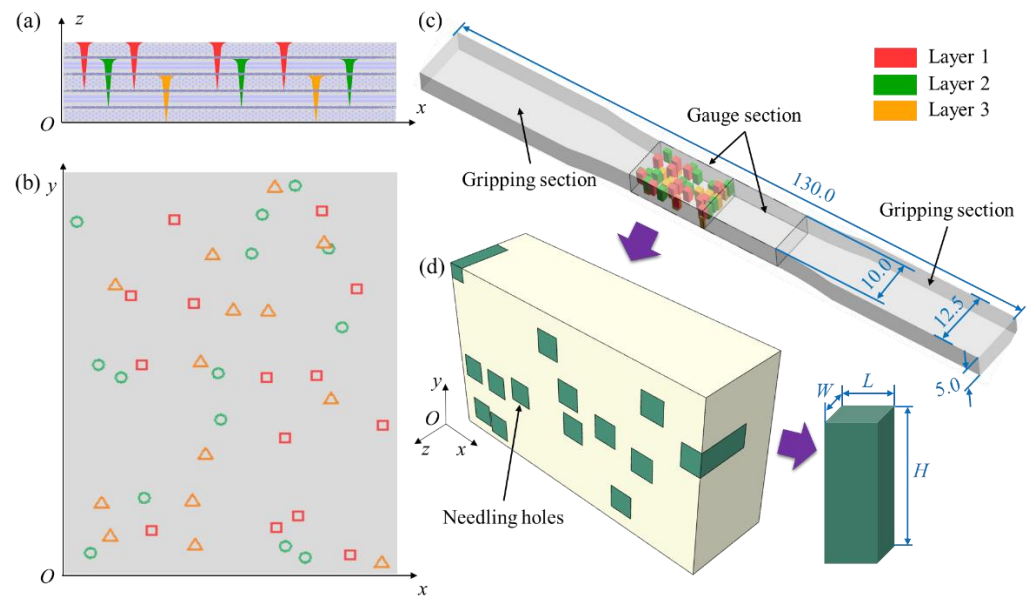 (a)
z
O
x
(b)
y
O
x
(c)
Layer 1
Layer 2
Layer 3
Gauge section
Gripping section
130.0
Gripping section
10.0
12.5
5.0
(d)
y
O
z
x
Needling holes
W
L
H